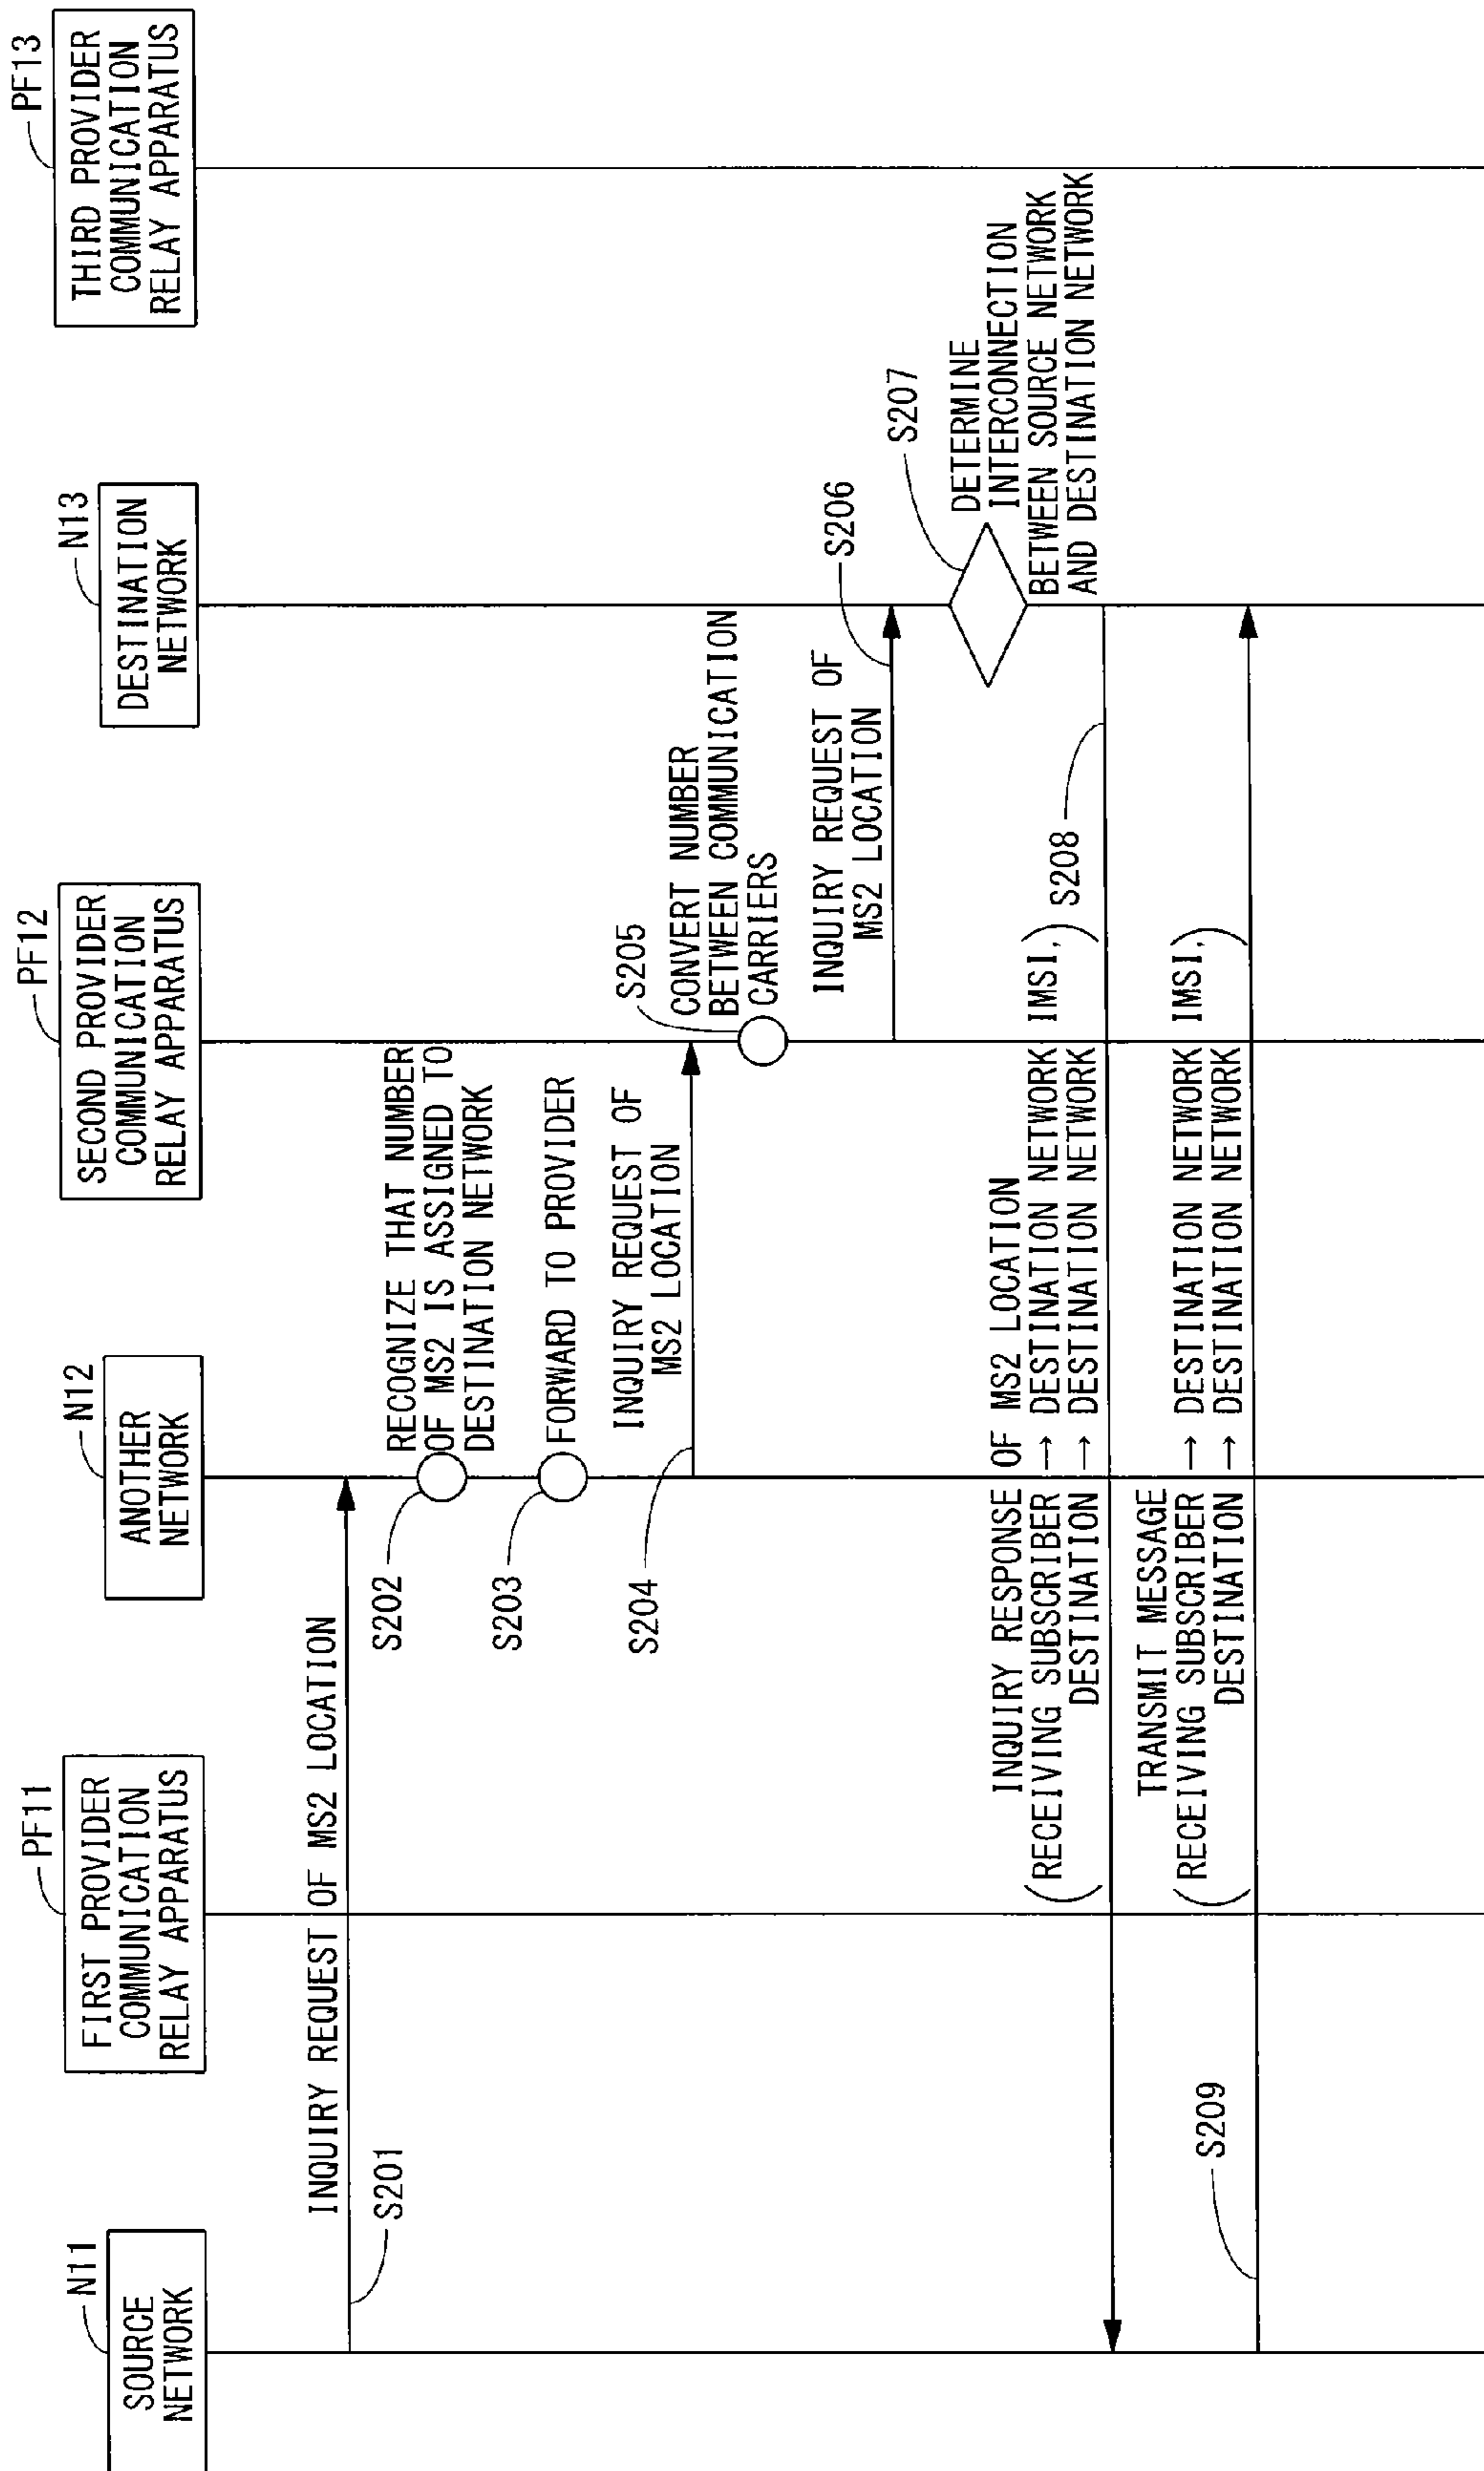 N11
SOURCE
NETWORK
PF11
FIRST PROVIDER
COMMUNICATION
RELAY APPARATUS
N12
ANOTHER
NETWORK
PF12
SECOND PROVIDER
COMMUNICATION
RELAY APPARATUS
N13
DESTINATION
NETWORK
PF13
THIRD PROVIDER
COMMUNICATION
RELAY APPARATUS
INQUIRY REQUEST OF MS2 LOCATION
S201
S202
RECOGNIZE THAT NUMBER
OF MS2 IS ASSIGNED TO
DESTINATION NETWORK
S203
FORWARD TO PROVIDER
INQUIRY REQUEST OF
MS2 LOCATION
S204
S205
CONVERT NUMBER
BETWEEN COMMUNICATION
CARRIERS
INQUIRY REQUEST OF
MS2 LOCATION
S206
S207
DETERMINE
INTERCONNECTION
BETWEEN SOURCE NETWORK
AND DESTINATION NETWORK
INQUIRY RESPONSE OF MS2 LOCATION
(RECEIVING SUBSCRIBER → DESTINATION NETWORK IMSI,
DESTINATION → DESTINATION NETWORK)
S208
TRANSMIT MESSAGE
(RECEIVING SUBSCRIBER → DESTINATION NETWORK IMSI,
DESTINATION → DESTINATION NETWORK)
S209